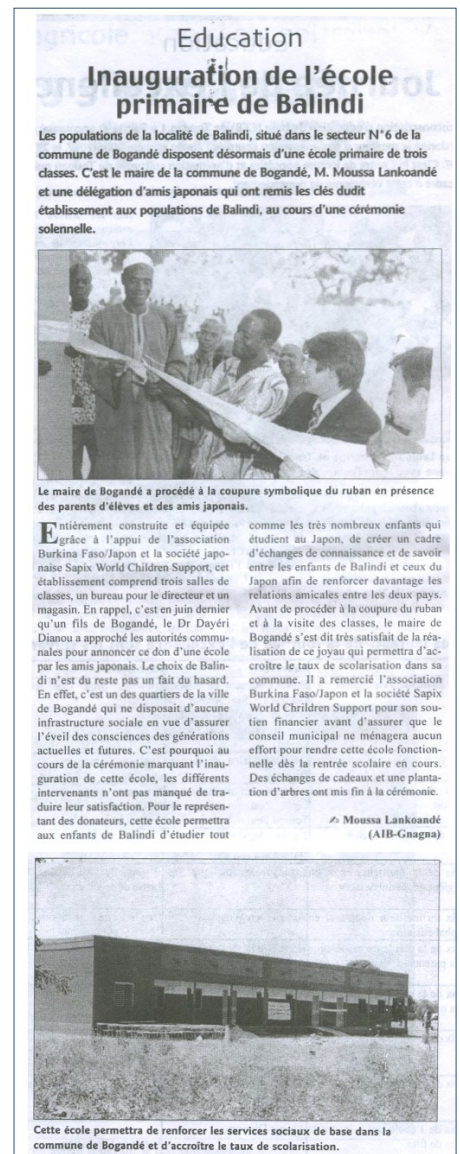 Education
Inauguration de l'école
primaire de Balindi
Les populations de la localité de Balindi, situé dans le secteur N°6 de la
commune de Bogandé disposent désormais d'une école primaire de trois
classes. C'est le maire de la commune de Bogandé, M. Moussa Lankoandé
et une délégation d'amis japonais qui ont remis les clés dudit
établissement aux populations de Balindi, au cours d'une cérémonie
solennelle.
Le maire de Bogandé a procédé à la coupure symbolique du ruban en présence
des parents d'élèves et des amis japonais.
Entièrement construite et équipée
grâce à l'appui de l'association
Burkina Faso/Japon et la société japo-
naise Sapix World Children Support, cet
établissement comprend trois salles de
classes, un bureau pour le directeur et un
magasin. En rappel, c'est en juin dernier
qu'un fils de Bogandé, le Dr Dayéri
Dianou a approché les autorités commu-
nales pour annoncer ce don d'une école
par les amis japonais. Le choix de Balin-
di n'est du reste pas un fait du hasard.
En effet, c'est un des quartiers de la ville
de Bogandé qui ne disposait d'aucune
infrastructure sociale en vue d'assurer
l'éveil des consciences des générations
actuelles et futures. C'est pourquoi au
cours de la cérémonie marquant l'inau-
guration de cette école, les différents
intervenants n'ont pas manqué de tra-
duire leur satisfaction. Pour le représen-
tant des donateurs, cette école permettra
aux enfants de Balindi d'étudier tout
comme les très nombreux enfants qui
étudient au Japon, de créer un cadre
d'échanges de connaissance et de savoir
entre les enfants de Balindi et ceux du
Japon afin de renforcer davantage les
relations amicales entre les deux pays.
Avant de procéder à la coupure du ruban
et à la visite des classes, le maire de
Bogandé s'est dit très satisfait de la réa-
lisation de ce joyau qui permettra d'ac-
croître le taux de scolarisation dans sa
commune. Il a remercié l'association
Burkina Faso/Japon et la société Sapix
World Chrildren Support pour son sou-
tien financier avant d'assurer que le
conseil municipal ne ménagera aucun
effort pour rendre cette école fonction-
nelle dès la rentrée scolaire en cours.
Des échanges de cadeaux et une planta-
tion d'arbres ont mis fin à la cérémonie.
✍ Moussa Lankoandé
(AIB-Gnagna)
Cette école permettra de renforcer les services sociaux de base dans la
commune de Bogandé et d'accroître le taux de scolarisation.